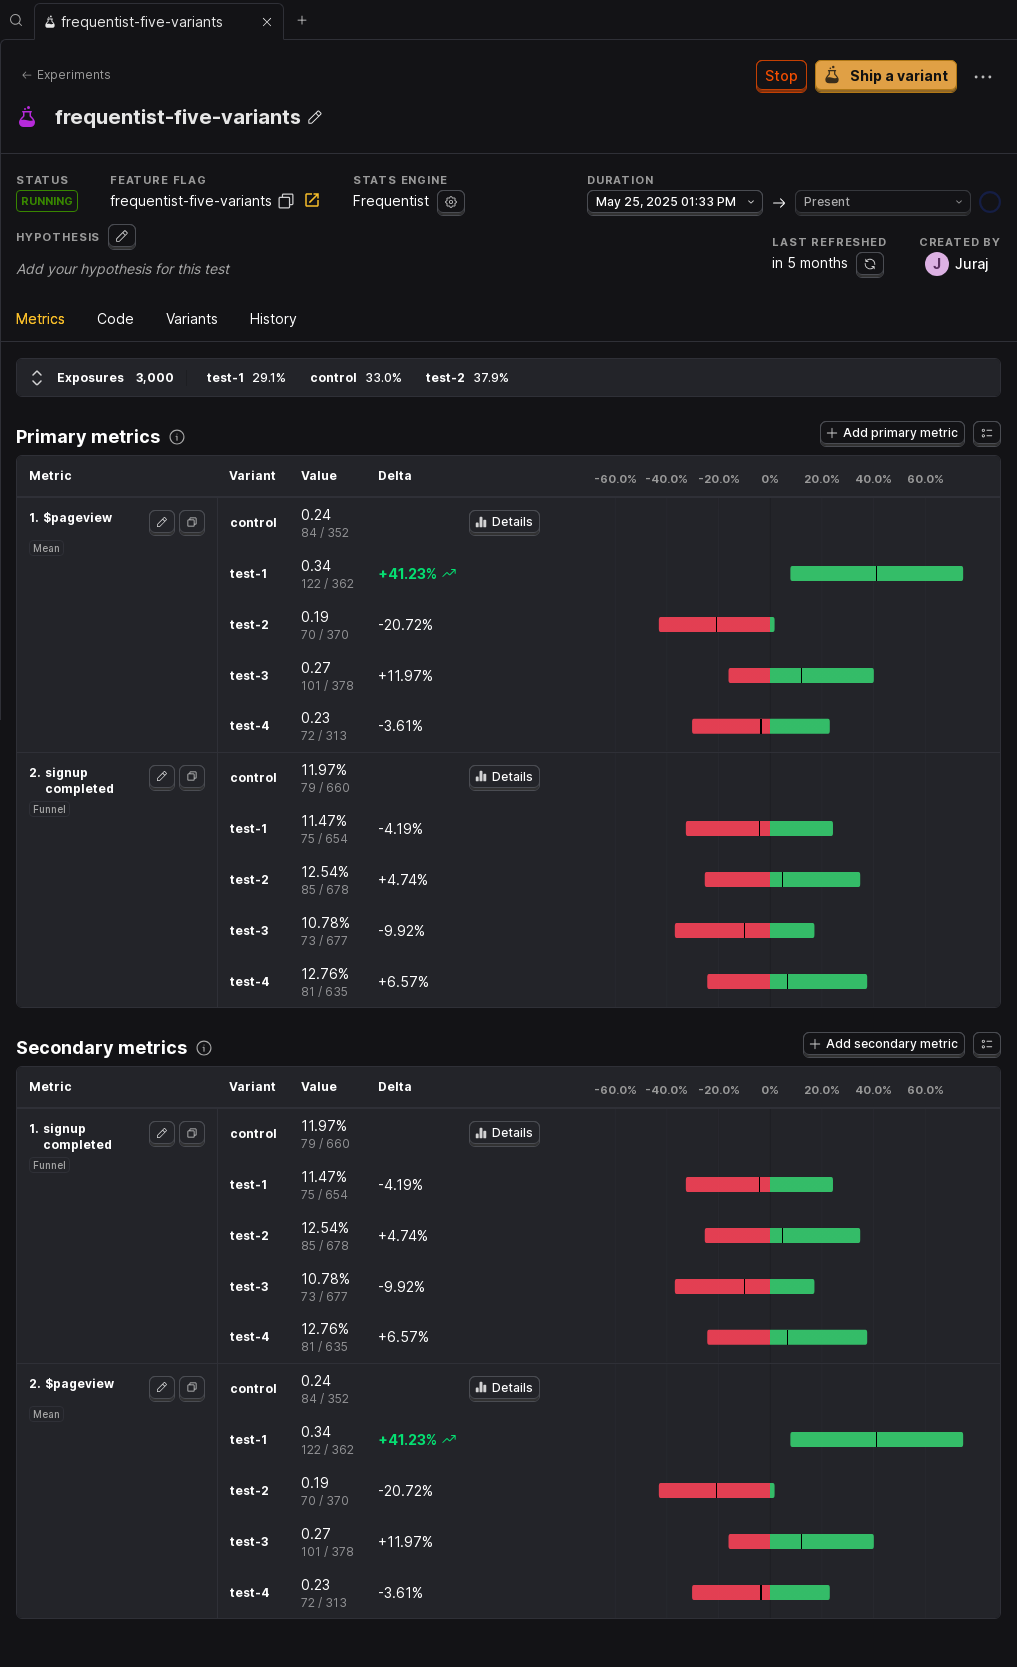 frequentist-five-variants
Experiments
Stop
Ship a variant
frequentist-five-variants
STATUS
FEATURE FLAG
STATS ENGINE
DURATION
RUNNING
frequentist-five-variants
Frequentist
May 25, 2025 01:33 PM
Present
HYPOTHESIS
LAST REFRESHED
CREATED BY
Add your hypothesis for this test
in 5 months
J
Juraj
Metrics
Code
Variants
History
Exposures 3,000 test-1 29.1% control 33.0% test-2 37.9%
Primary metrics
Add primary metric
Metric Variant Value Delta -60.0% -40.0% -20.0% 0% 20.0% 40.0% 60.0%
1. $pageview
Mean
control 0.24
84 / 352
Details
test-1 0.34 +41.23%
122 / 362
test-2 0.19 -20.72%
70 / 370
test-3 0.27 +11.97%
101 / 378
test-4 0.23 -3.61%
72 / 313
2. signup
completed
Funnel
control 11.97%
79 / 660
Details
test-1 11.47% -4.19%
75 / 654
test-2 12.54% +4.74%
85 / 678
test-3 10.78% -9.92%
73 / 677
test-4 12.76% +6.57%
81 / 635
Secondary metrics
Add secondary metric
Metric Variant Value Delta -60.0% -40.0% -20.0% 0% 20.0% 40.0% 60.0%
1. signup
completed
Funnel
control 11.97%
79 / 660
Details
test-1 11.47% -4.19%
75 / 654
test-2 12.54% +4.74%
85 / 678
test-3 10.78% -9.92%
73 / 677
test-4 12.76% +6.57%
81 / 635
2. $pageview
Mean
control 0.24
84 / 352
Details
test-1 0.34 +41.23%
122 / 362
test-2 0.19 -20.72%
70 / 370
test-3 0.27 +11.97%
101 / 378
test-4 0.23 -3.61%
72 / 313